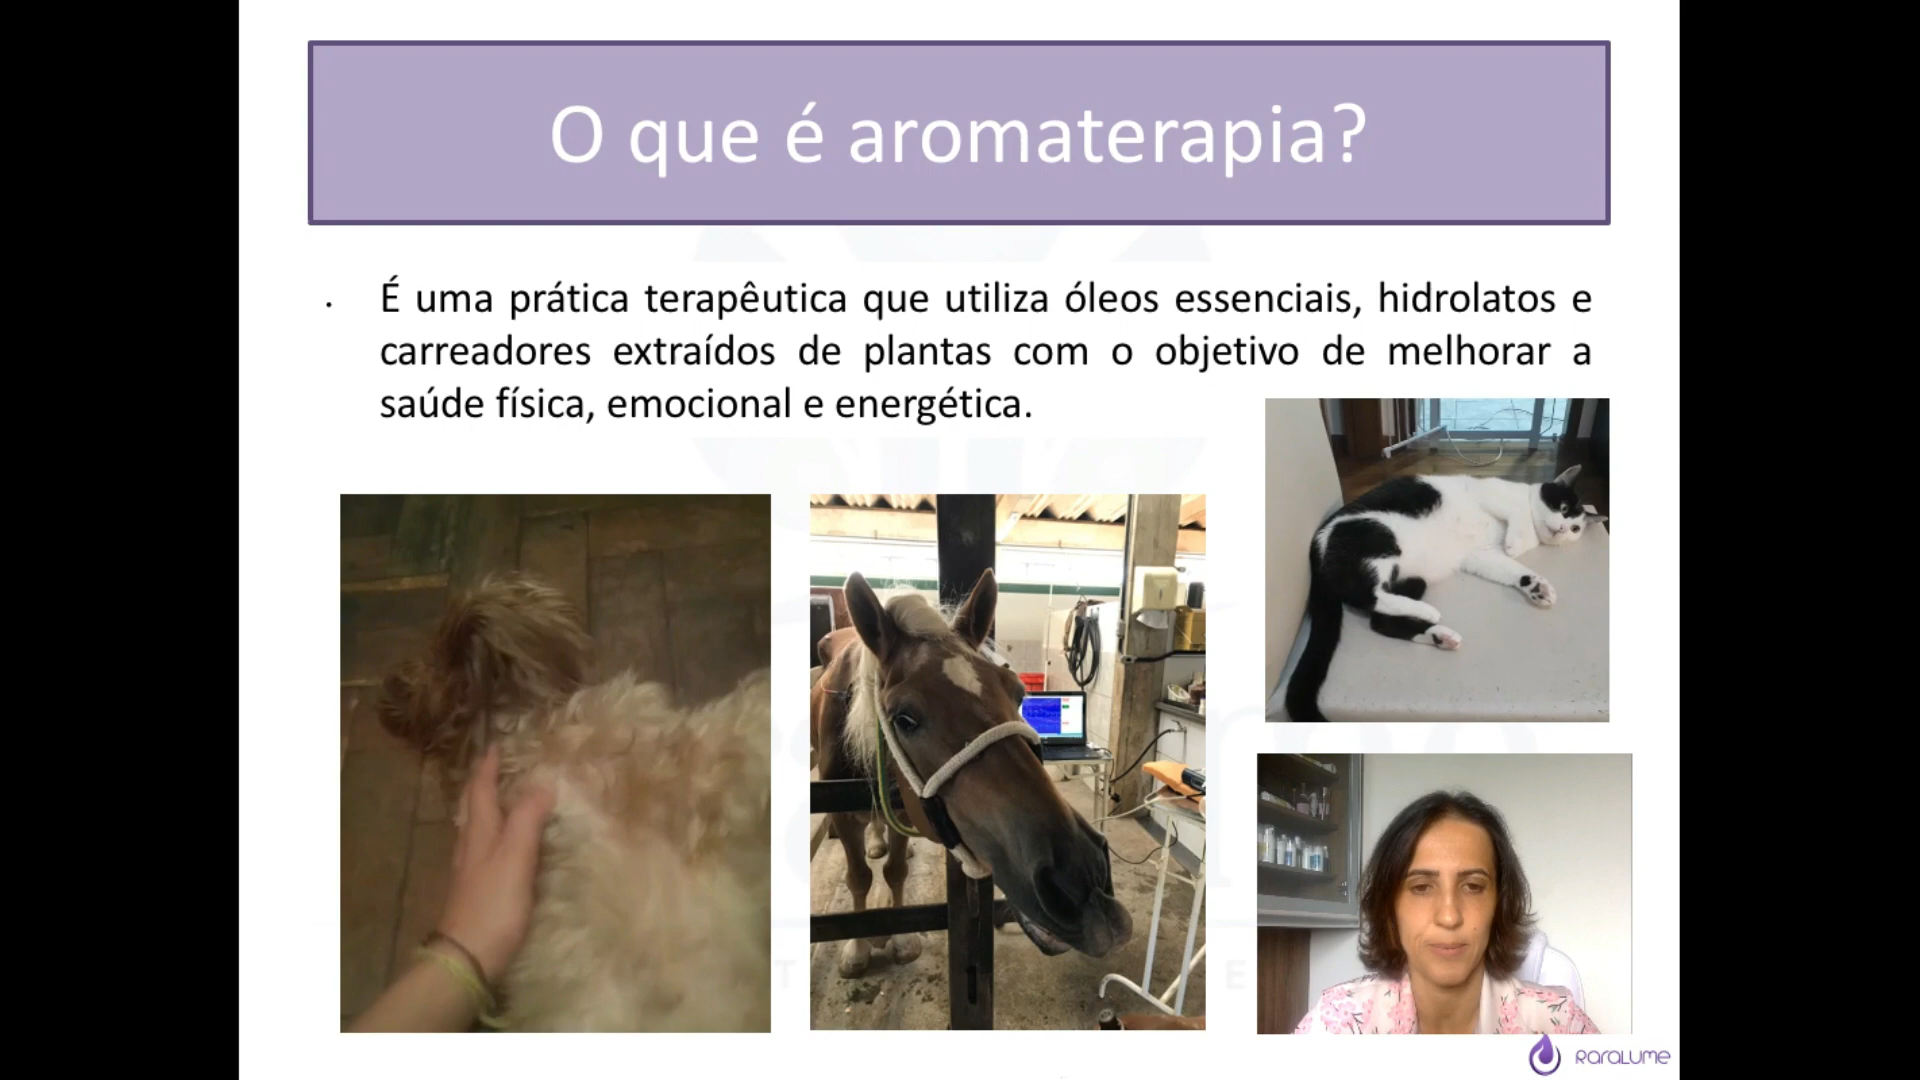 O que é aromaterapia?
É uma prática terapêutica que utiliza óleos essenciais, hidrolatos e
carreadores extraídos de plantas com o objetivo de melhorar a
saúde física, emocional e energética.
RaraLUme